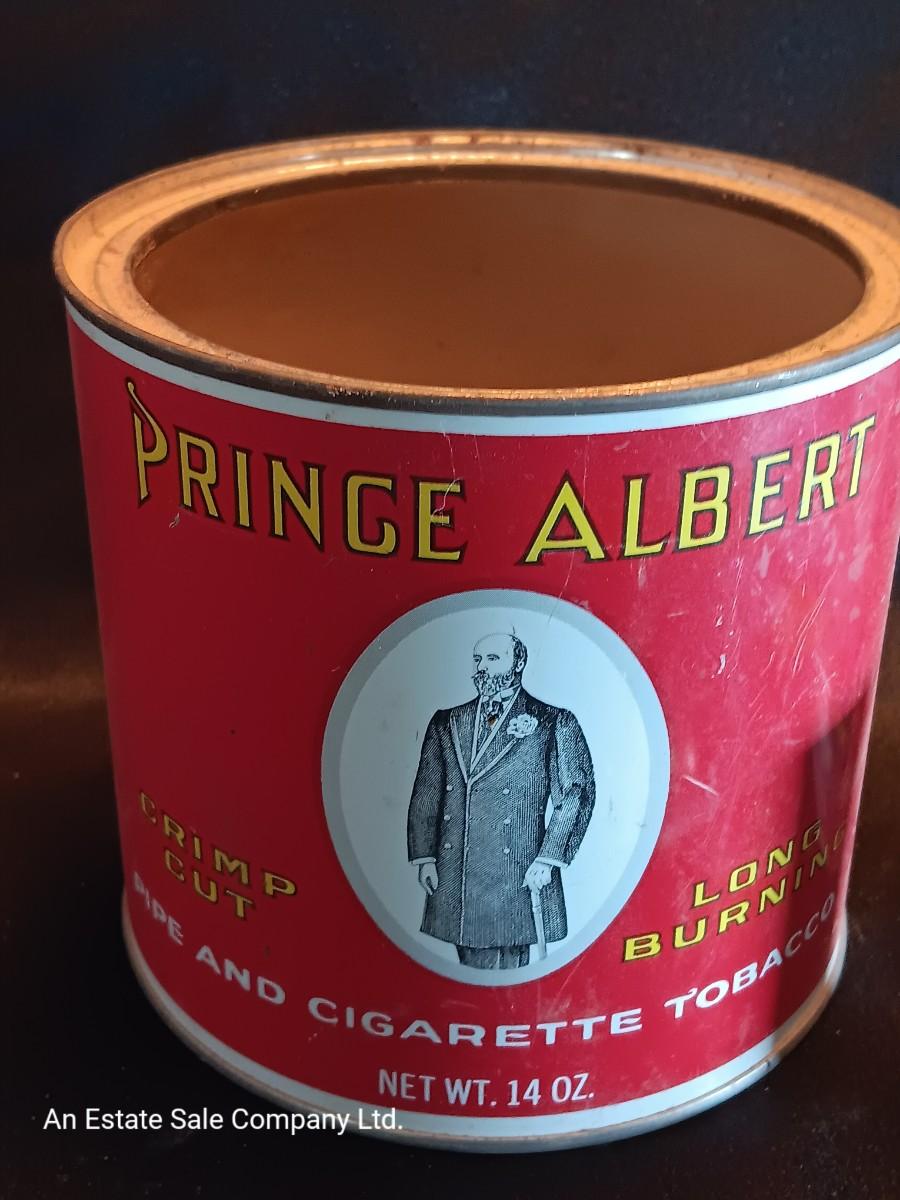 PRINCE ALBERT
CRIMP
CUT
LONG
BURNING
PIPE AND CIGARETTE TOBACCO
NET WT. 14 OZ.
An Estate Sale Company Ltd.